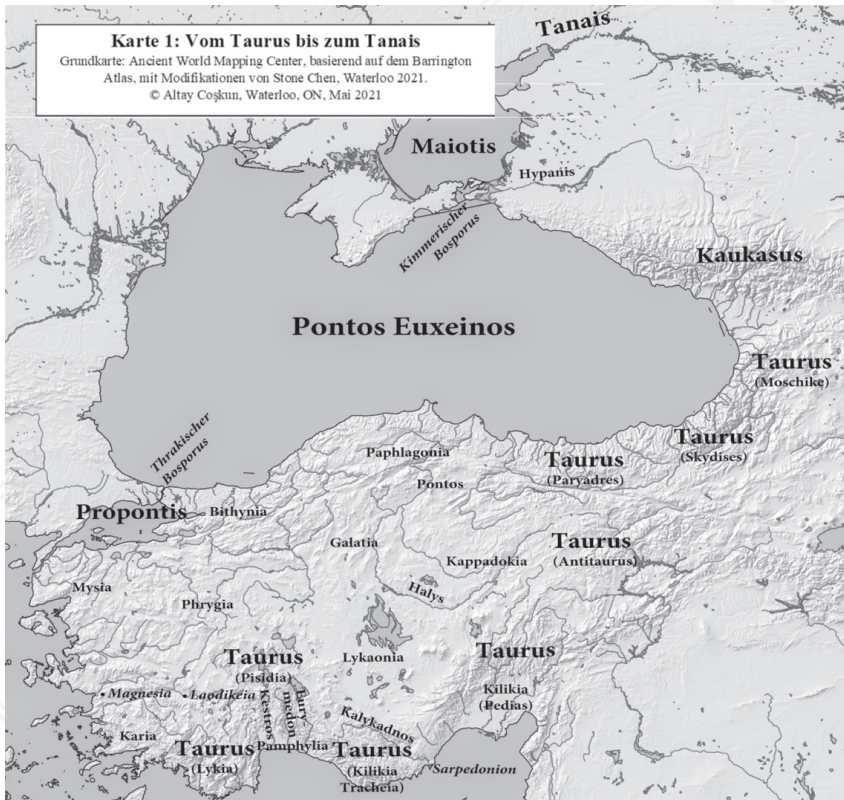 Karte 1: Vom Taurus bis zum Tanais
Grundkarte: Ancient World Mapping Center, basierend auf dem Barrington
Atlas, mit Modifikationen von Stone Chen, Waterloo 2021.
© Altay Coşkun, Waterloo, ON, Mai 2021
Tanais
Maiotis
Hypanis
Kimmerischer
Bosporus
Kaukasus
Pontos Euxeinos
Taurus
(Moschike)
Thrakischer
Bosporus
Taurus
(Skydises)
Paphlagonia
Taurus
(Paryadres)
Pontos
Propontis
Bithynia
Galatia
Taurus
(Antitaurus)
Kappadokia
Mysia
Halys
Phrygia
Taurus
(Pisidia)
Lykaonia
Taurus
Magnesia
Laodikeia
Kestros
Eury-
medon
Kilikia
(Pedias)
Kalykadnos
Karia
Taurus
(Lykia)
Pamphylia
Taurus
(Kilikia
Tracheia)
Sarpedonion